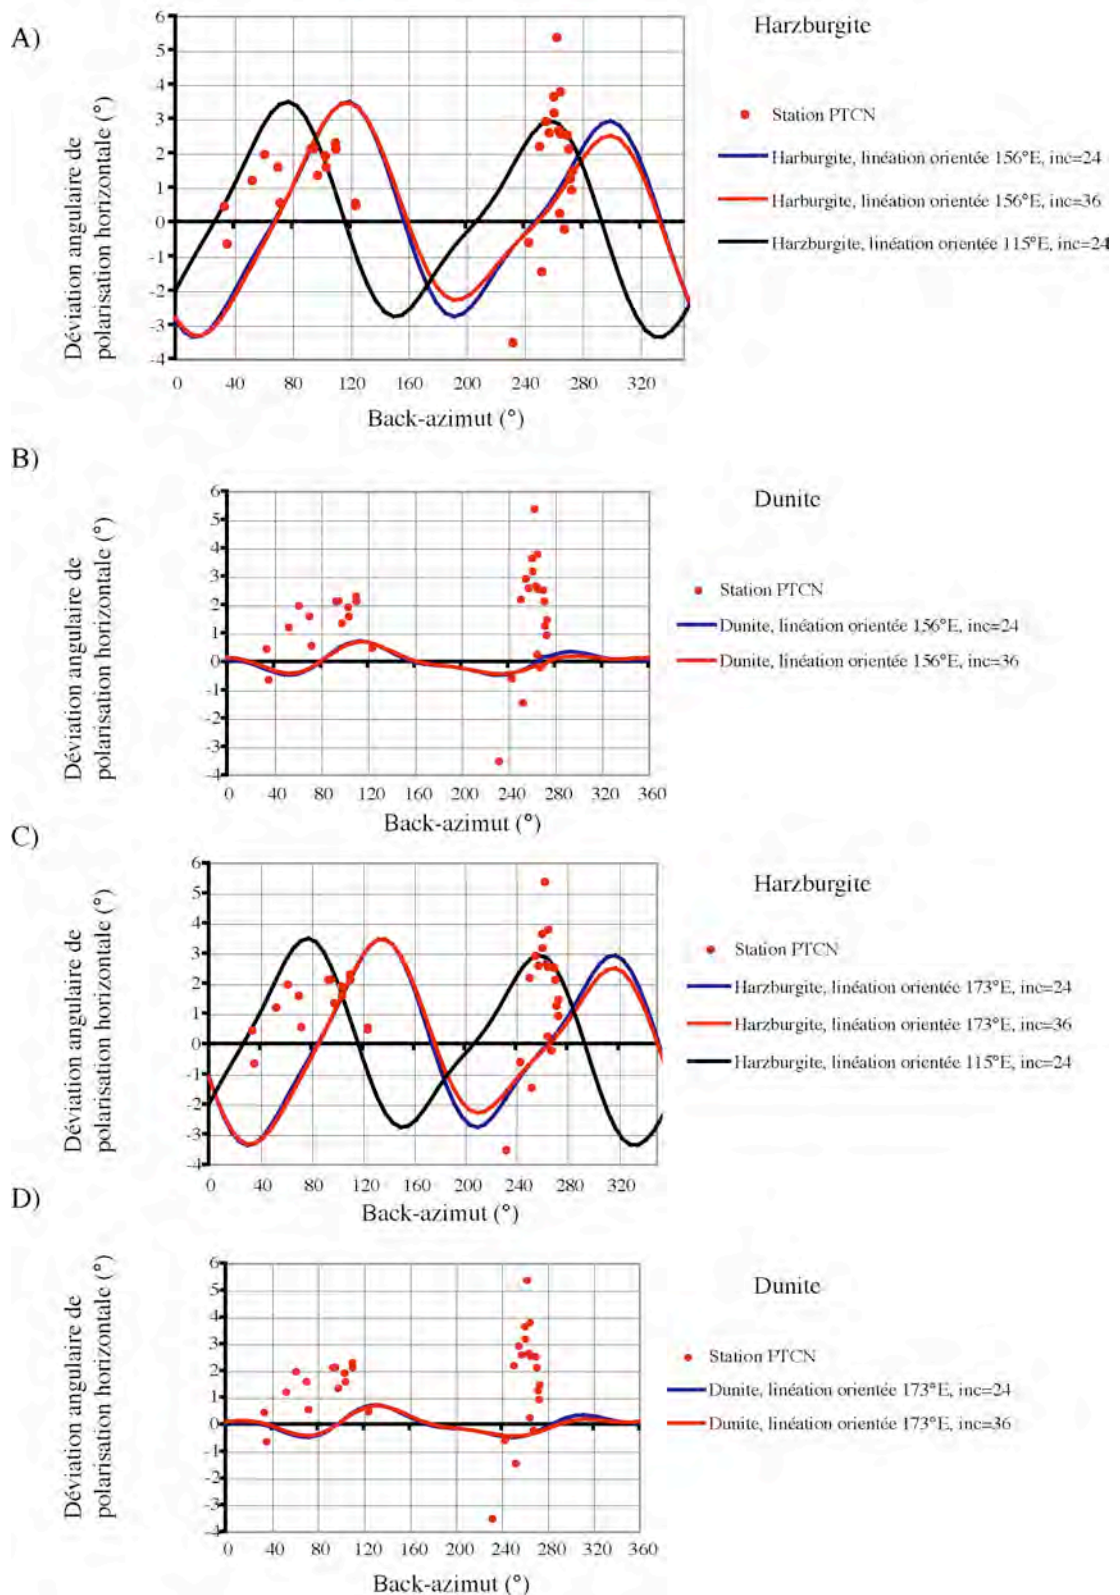 A)
Harzburgite
Déviation angulaire de
polarisation horizontale (°)
6
5
4
3
2
1
0
-1
-2
-3
-4
0 40 80 120 160 200 240 280 320
Back-azimut (°)
Station PTCN
Harburgite, linéation orientée 156°E, inc=24
Harburgite, linéation orientée 156°E, inc=36
Harzburgite, linéation orientée 115°E, inc=24
B)
Dunite
Déviation angulaire de
polarisation horizontale (°)
6
5
4
3
2
1
0
-1
-2
-3
-4
0 40 80 120 160 200 240 280 320 360
Back-azimut (°)
Station PTCN
Dunite, linéation orientée 156°E, inc=24
Dunite, linéation orientée 156°E, inc=36
C)
Harzburgite
Déviation angulaire de
polarisation horizontale (°)
6
5
4
3
2
1
0
-1
-2
-3
-4
0 40 80 120 160 200 240 280 320
Back-azimut (°)
Station PTCN
Harzburgite, linéation orientée 173°E, inc=24
Harzburgite, linéation orientée 173°E, inc=36
Harzburgite, linéation orientée 115°E, inc=24
D)
Dunite
Déviation angulaire de
polarisation horizontale (°)
6
5
4
3
2
1
0
-1
-2
-3
-4
0 40 80 120 160 200 240 280 320 360
Back-azimut (°)
Station PTCN
Dunite, linéation orientée 173°E, inc=24
Dunite, linéation orientée 173°E, inc=36